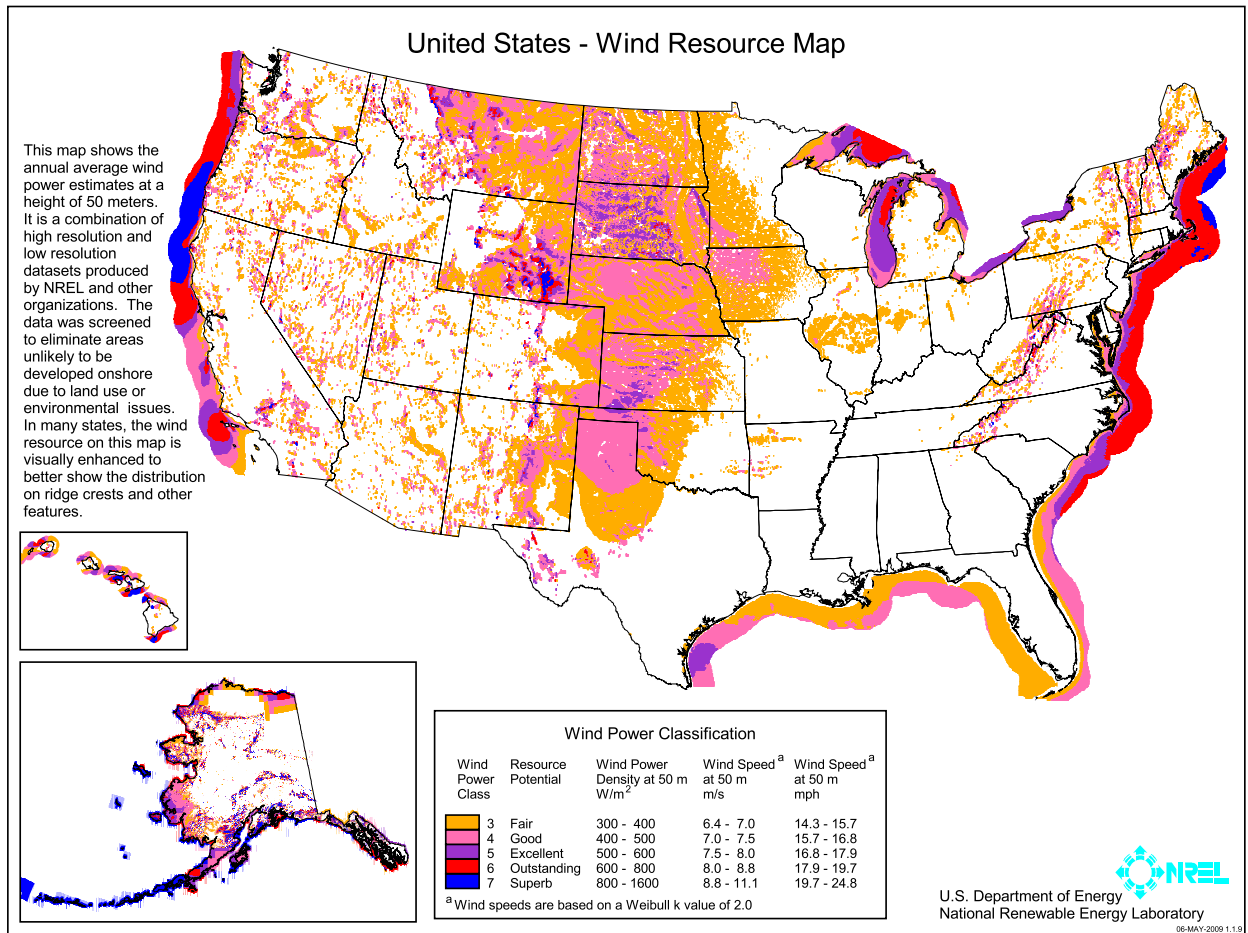 United States - Wind Resource Map
This map shows the
annual average wind
power estimates at a
height of 50 meters.
It is a combination of
high resolution and
low resolution
datasets produced
by NREL and other
organizations.  The
data was screened
to eliminate areas
unlikely to be
developed onshore
due to land use or
environmental  issues.
In many states, the wind
resource on this map is
visually enhanced to
better show the distribution
on ridge crests and other
features.
Wind Power Classification
Wind Resource Wind Power Wind Speed a Wind Speed a
Power Potential Density at 50 m at 50 m at 50 m
Class W/m2 m/s mph
3 Fair 300 - 400 6.4 - 7.0 14.3 - 15.7
4 Good 400 - 500 7.0 - 7.5 15.7 - 16.8
5 Excellent 500 - 600 7.5 - 8.0 16.8 - 17.9
6 Outstanding 600 - 800 8.0 - 8.8 17.9 - 19.7
7 Superb 800 - 1600 8.8 - 11.1 19.7 - 24.8
a Wind speeds are based on a Weibull k value of 2.0
NREL
U.S. Department of Energy
National Renewable Energy Laboratory
06-MAY-2009 1.1.9